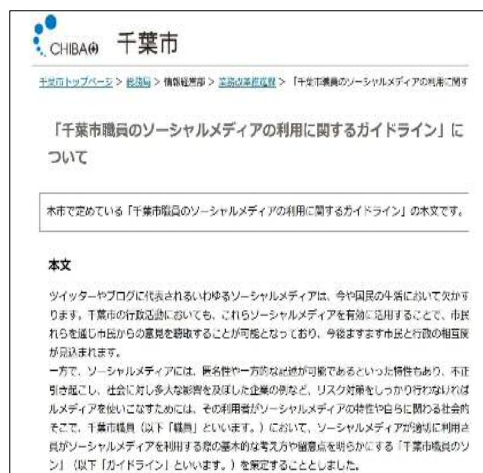 CHIBA 千葉市
千葉市トップページ > 総務局 > 情報経営部 > 業務改革推進課 > 「千葉市職員のソーシャルメディアの利用に関す
「千葉市職員のソーシャルメディアの利用に関するガイドライン」に
ついて
本市で定めている「千葉市職員のソーシャルメディアの利用に関するガイドライン」の本文です。
本文
ツイッターやブログに代表されるいわゆるソーシャルメディアは、今や国民の生活において欠かす
ります。千葉市の行政活動においても、これらソーシャルメディアを有効に活用することで、市民
れらを通じ市民からの意見を聴取することが可能となっており、今後ますます市民と行政の相互関
が見込まれます。
一方で、ソーシャルメディアには、匿名性や一方的な記述が可能であるといった特性もあり、不正
引き起こし、社会に対し多大な影響を及ぼした企業の例など、リスク対策をしっかり行わなければ
ルメディアを使いこなすためには、その利用者がソーシャルメディアの特性や自らに関わる社会的
そこで、千葉市職員（以下「職員」といいます。）において、ソーシャルメディアが適切に利用さ
員がソーシャルメディアを利用する際の基本的な考え方や留意点を明らかにする「千葉市職員のソ
ン」（以下「ガイドライン」といいます。）を策定することとしました。